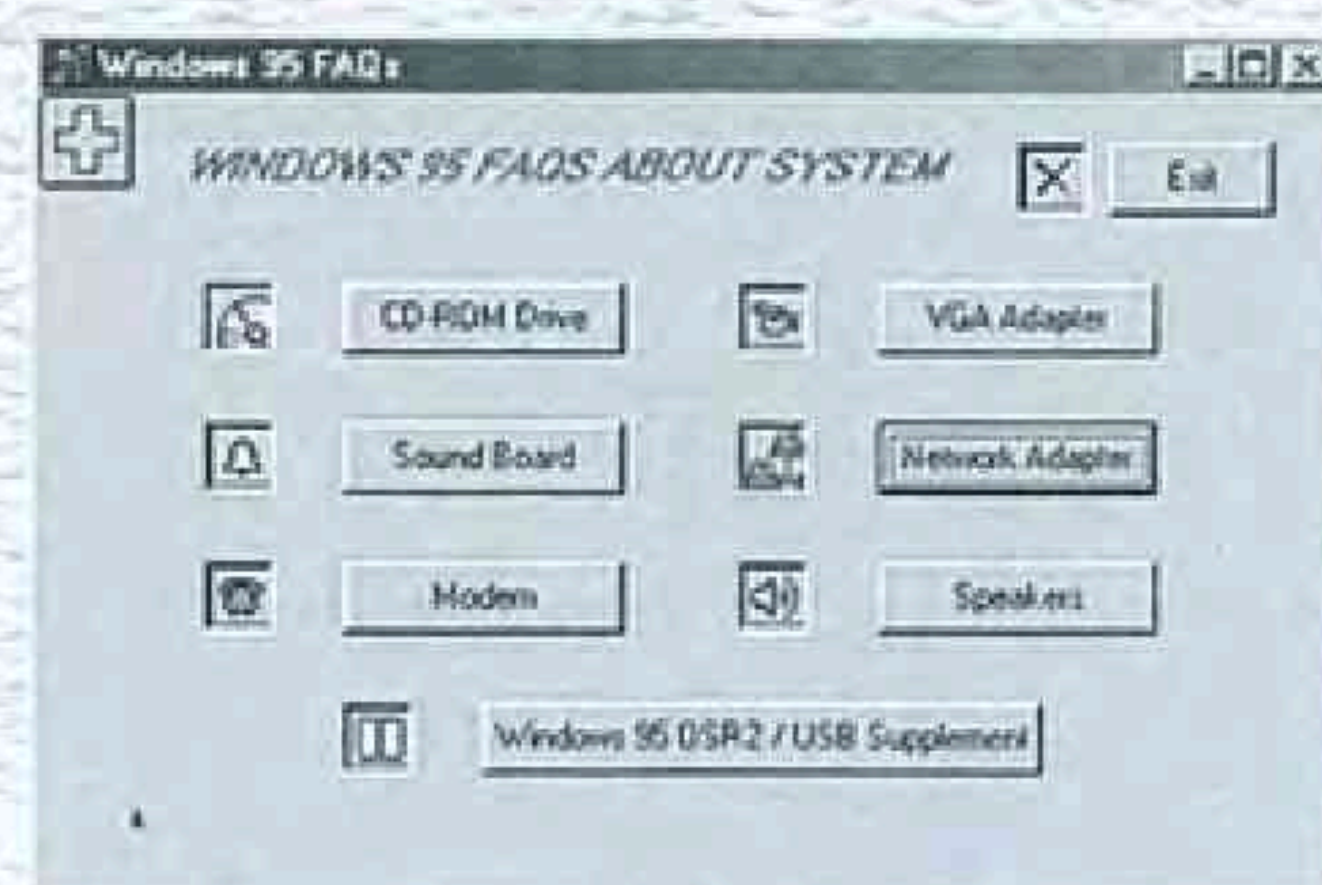 Windows 95 FAQs
WINDOWS 95 FAQS ABOUT SYSTEM
Exit
CD-ROM Drive
VGA Adapter
Sound Board
Network Adapter
Modem
Speakers
Windows 95 OSR2 / USB Supplement